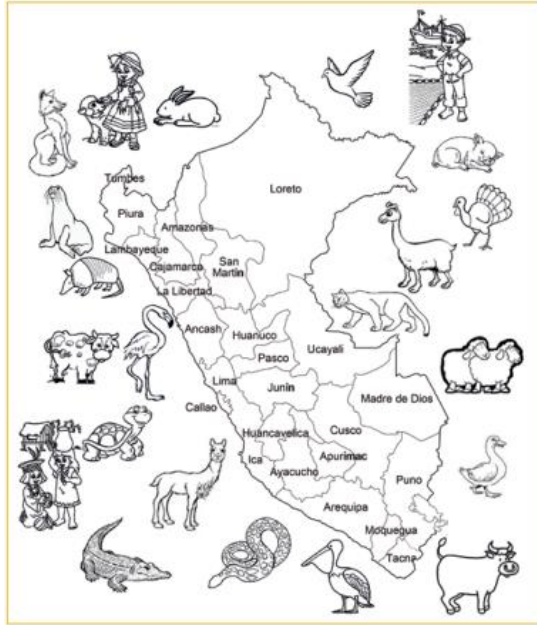 Loreto
Tumbes
Piura
Amazonas
Lambayeque
San
Martín
Cajamarca
La Libertad
Ancash
Huanuco
Ucayali
Pasco
Lima
Junín
Madre de Dios
Callao
Cusco
Huancavelica
Ica
Apurimac
Ayacucho
Puno
Arequipa
Moquegua
Tacna